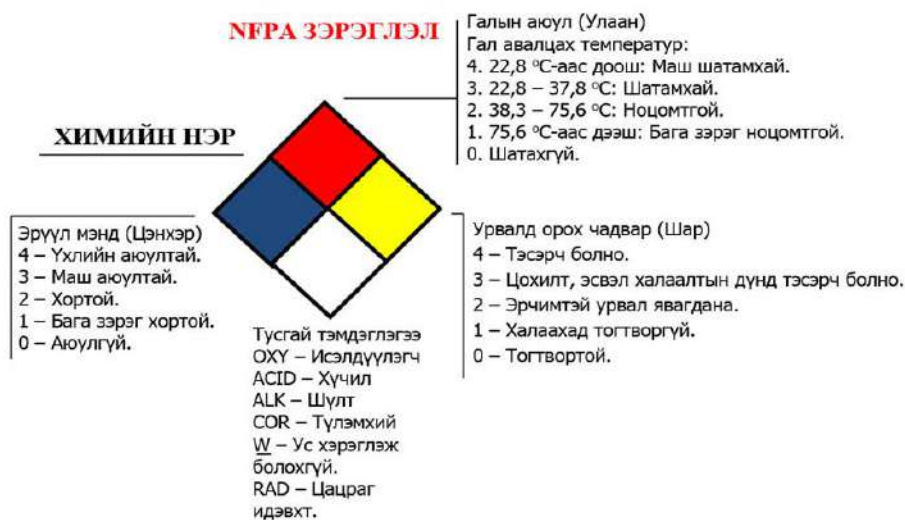 NFPA ЗЭРЭГЛЭЛ
Галын аюул (Улаан)
Гал авалцах температур:
4. 22,8 °C-аас доош: Маш шатамхай.
3. 22,8 – 37,8 °C: Шатамхай.
2. 38,3 – 75,6 °C: Ноцомтгой.
1. 75,6 °C-аас дээш: Бага зэрэг ноцомтгой.
0. Шатахгүй.
ХИМИЙН НЭР
Эрүүл мэнд (Цэнхэр)
4 – Үхлийн аюултай.
3 – Маш аюултай.
2 – Хортой.
1 – Бага зэрэг хортой.
0 – Аюулгүй.
Урвалд орох чадвар (Шар)
4 – Тэсэрч болно.
3 – Цохилт, эсвэл халаалтын дүнд тэсэрч болно.
2 – Эрчимтэй урвал явагдана.
1 – Халаахад тогтворгүй.
0 – Тогтвортой.
Тусгай тэмдэглэгээ
OXY – Исэлдүүлэгч
ACID – Хүчил
ALK – Шүлт
COR – Түлэмхий
W – Ус хэрэглэж
болохгүй.
RAD – Цацраг
идэвхт.